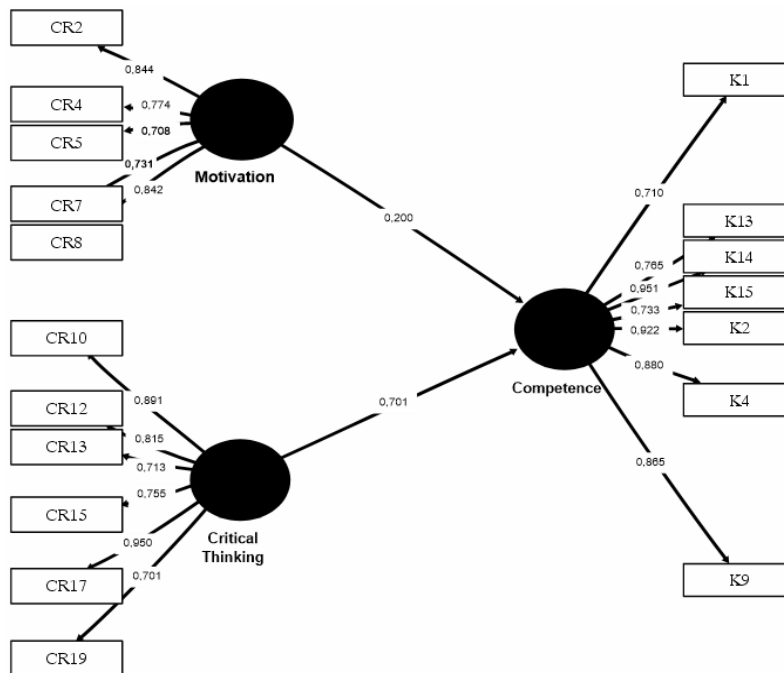 CR2
0,844
CR4
0,774
CR5
0,708
0,731
CR7
0,842
CR8
Motivation
0,200
CR10
0,891
CR12
0,815
CR13
0,713
0,755
CR15
0,950
CR17
0,701
CR19
Critical
Thinking
0,701
Competence
K1
0,710
K13
0,765
K14
0,951
K15
0,733
K2
0,922
0,880
K4
0,865
K9